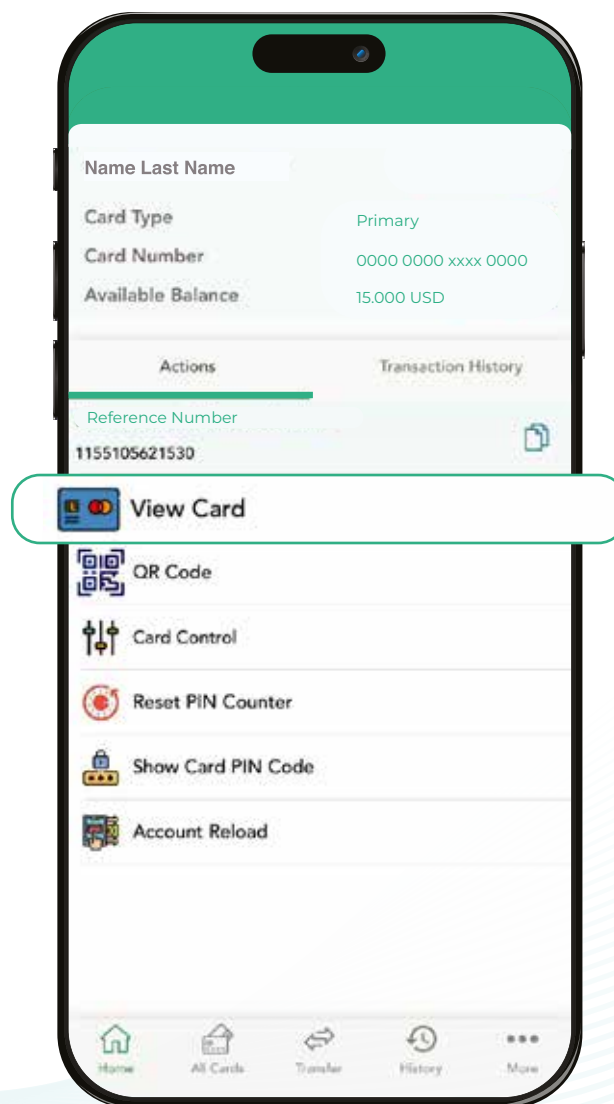 Name Last Name
Card Type Primary
Card Number 0000 0000 xxxx 0000
Available Balance 15.000 USD
Actions Transaction History
Reference Number
1155105621530
View Card
QR Code
Card Control
Reset PIN Counter
Show Card PIN Code
Account Reload
Home All Cards Transfer History More